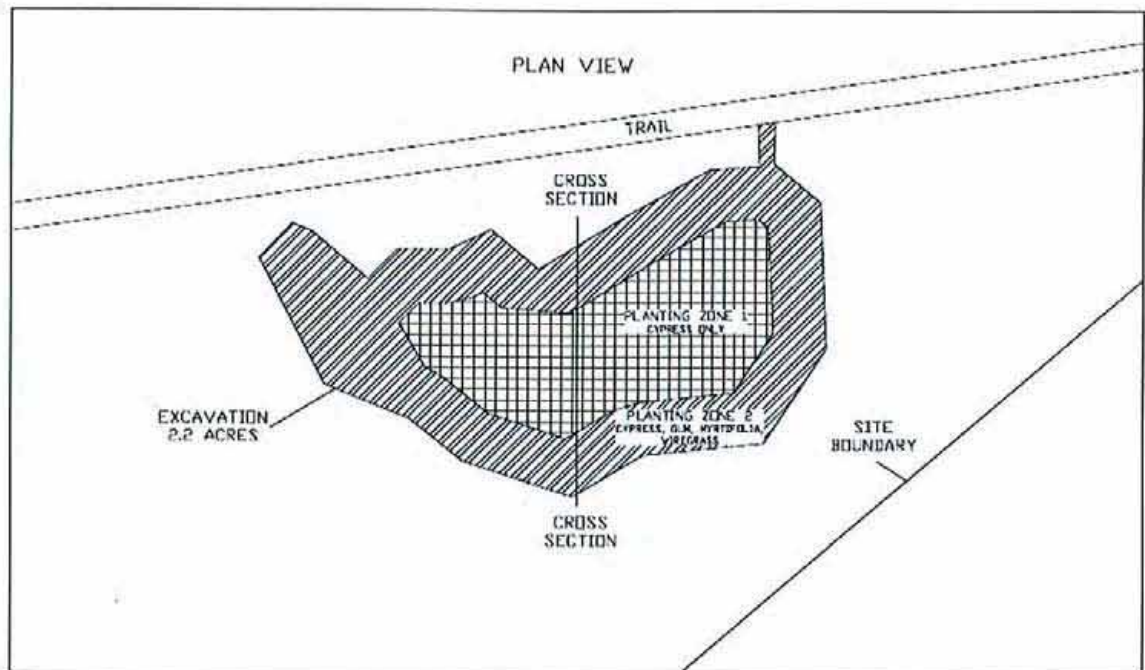 PLAN VIEW
TRAIL
CROSS
SECTION
PLANTING ZONE 1
CYPRESS ONLY
EXCAVATION
2.2 ACRES
PLANTING ZONE 2
CYPRESS, OLM, MYRTIFOLIA,
WIREGRASS
SITE
BOUNDARY
CROSS
SECTION